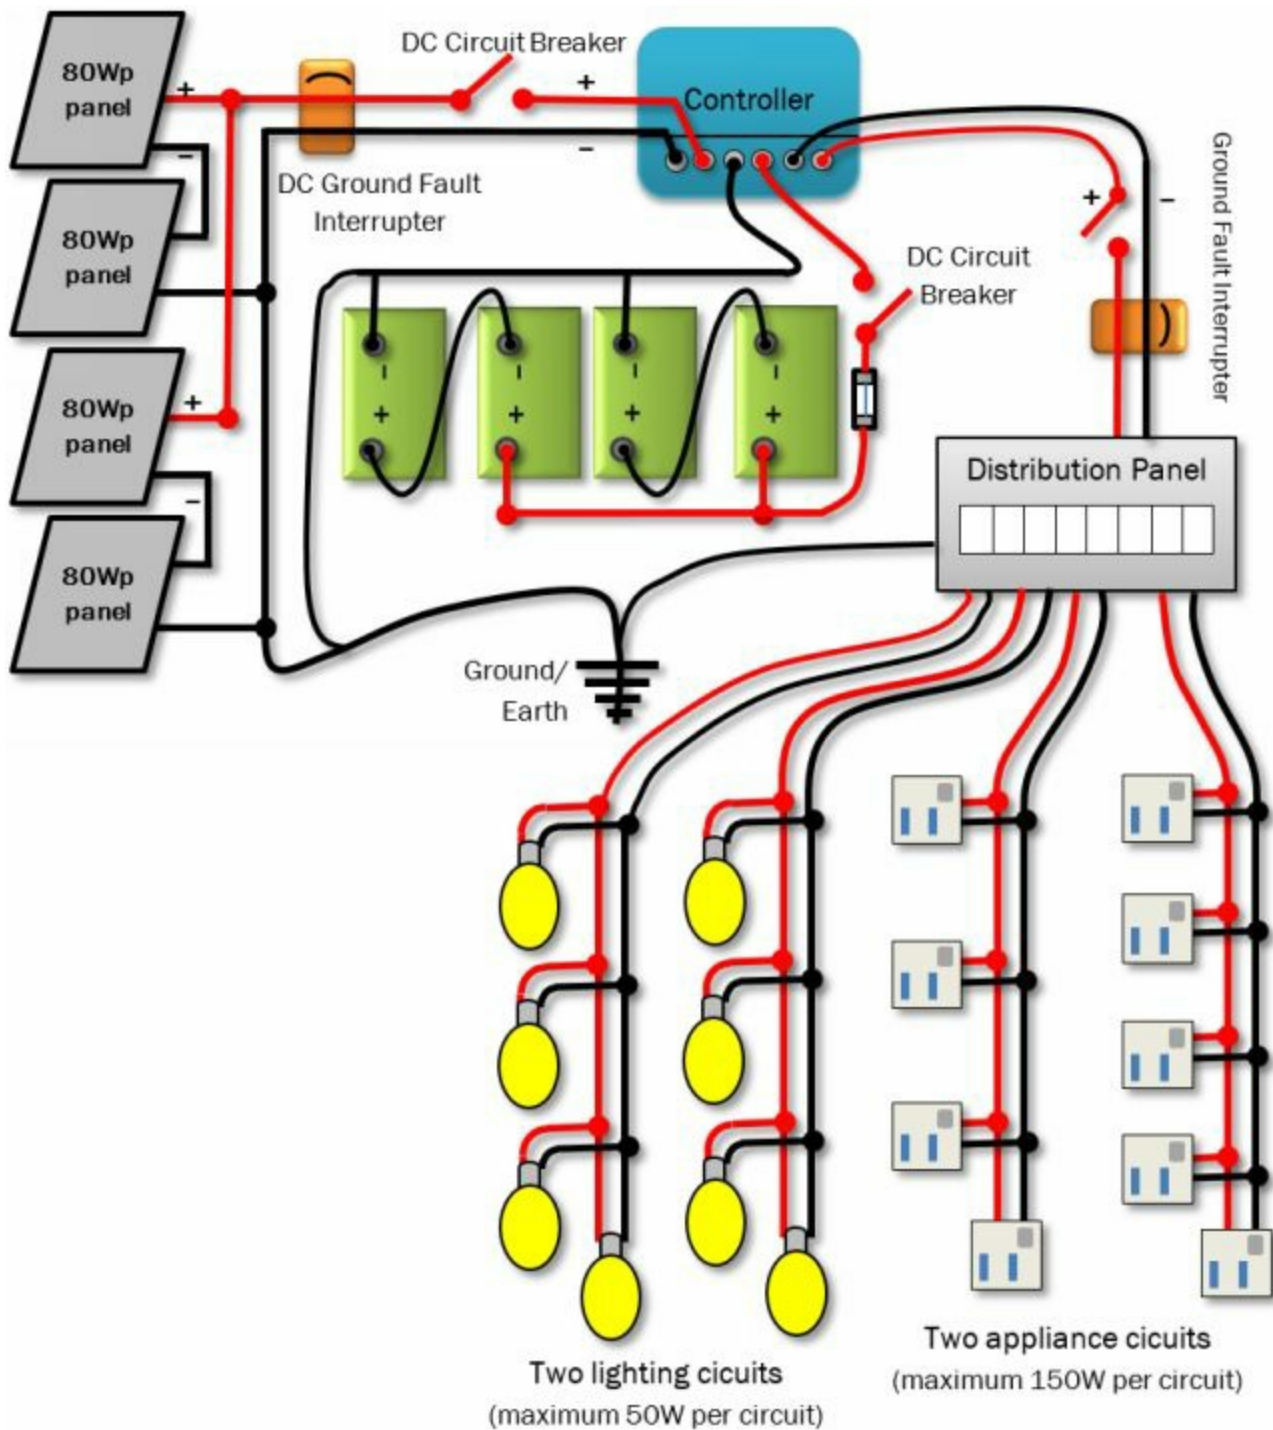 80Wp
panel
+
−
80Wp
panel
80Wp
panel
+
−
80Wp
panel
DC Circuit Breaker
+
−
DC Ground Fault
Interrupter
Controller
+
−
Ground Fault Interrupter
DC Circuit
Breaker
−
+
−
+
−
+
−
+
Distribution Panel
Ground/
Earth
Two lighting cicuits
(maximum 50W per circuit)
Two appliance cicuits
(maximum 150W per circuit)